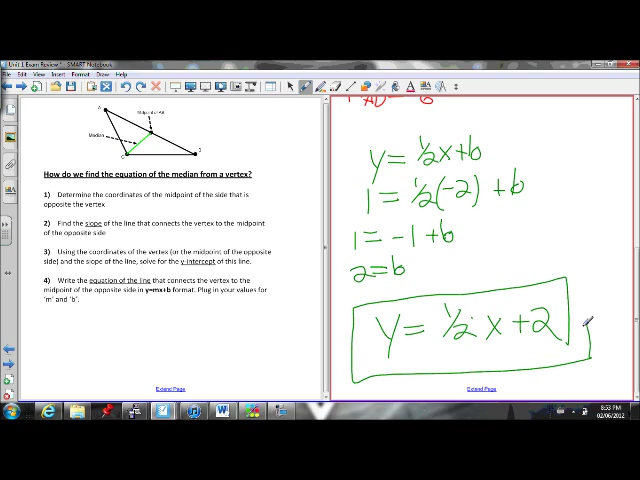 Unit 1 Exam Review * - SMART Notebook
File Edit View Insert Format Draw Help
A
Midpoint of AB
Median
C
B
How do we find the equation of the median from a vertex?
1) Determine the coordinates of the midpoint of the side that is
opposite the vertex
2) Find the slope of the line that connects the vertex to the midpoint
of the opposite side
3) Using the coordinates of the vertex (or the midpoint of the opposite
side) and the slope of the line, solve for the y-intercept of this line.
4) Write the equation of the line that connects the vertex to the
midpoint of the opposite side in y=mx+b format. Plug in your values for
'm' and 'b'.
Extend Page
y = 1/2x+b
1 = 1/2(-2) + b
1 = -1 + b
2 = b
y = 1/2 x + 2
Extend Page
8:53 PM
02/06/2012